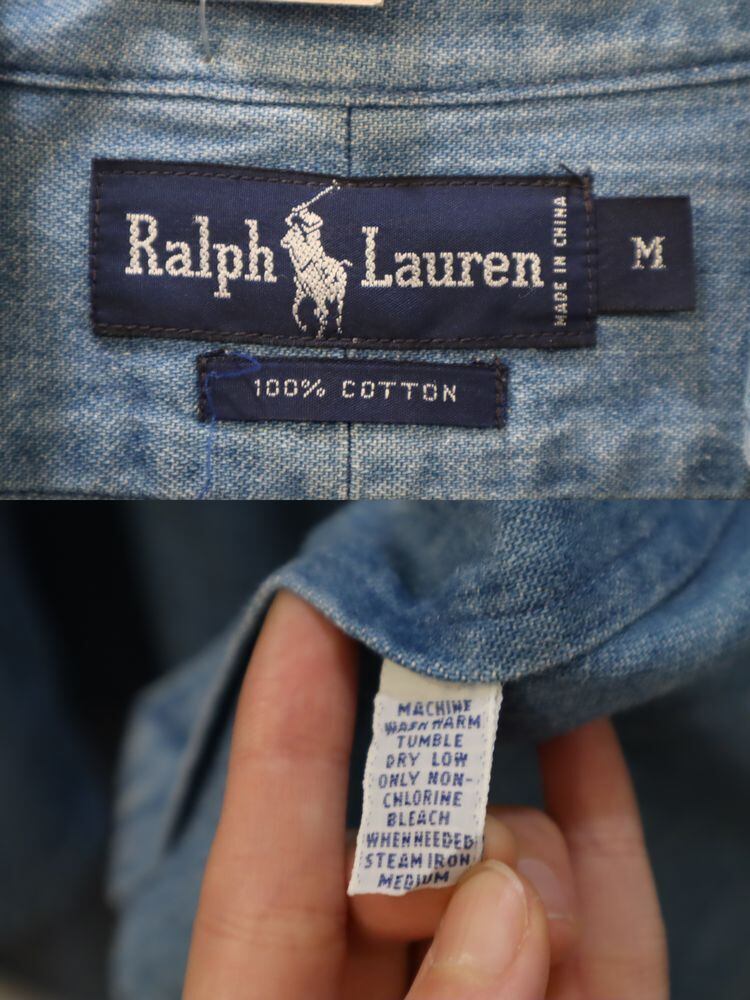 Ralph Lauren
MADE IN CHINA
M
100% COTTON
MACHINE
WASH WARM
TUMBLE
DRY LOW
ONLY NON-
CHLORINE
BLEACH
WHEN NEEDED
STEAM IRON
MEDIUM